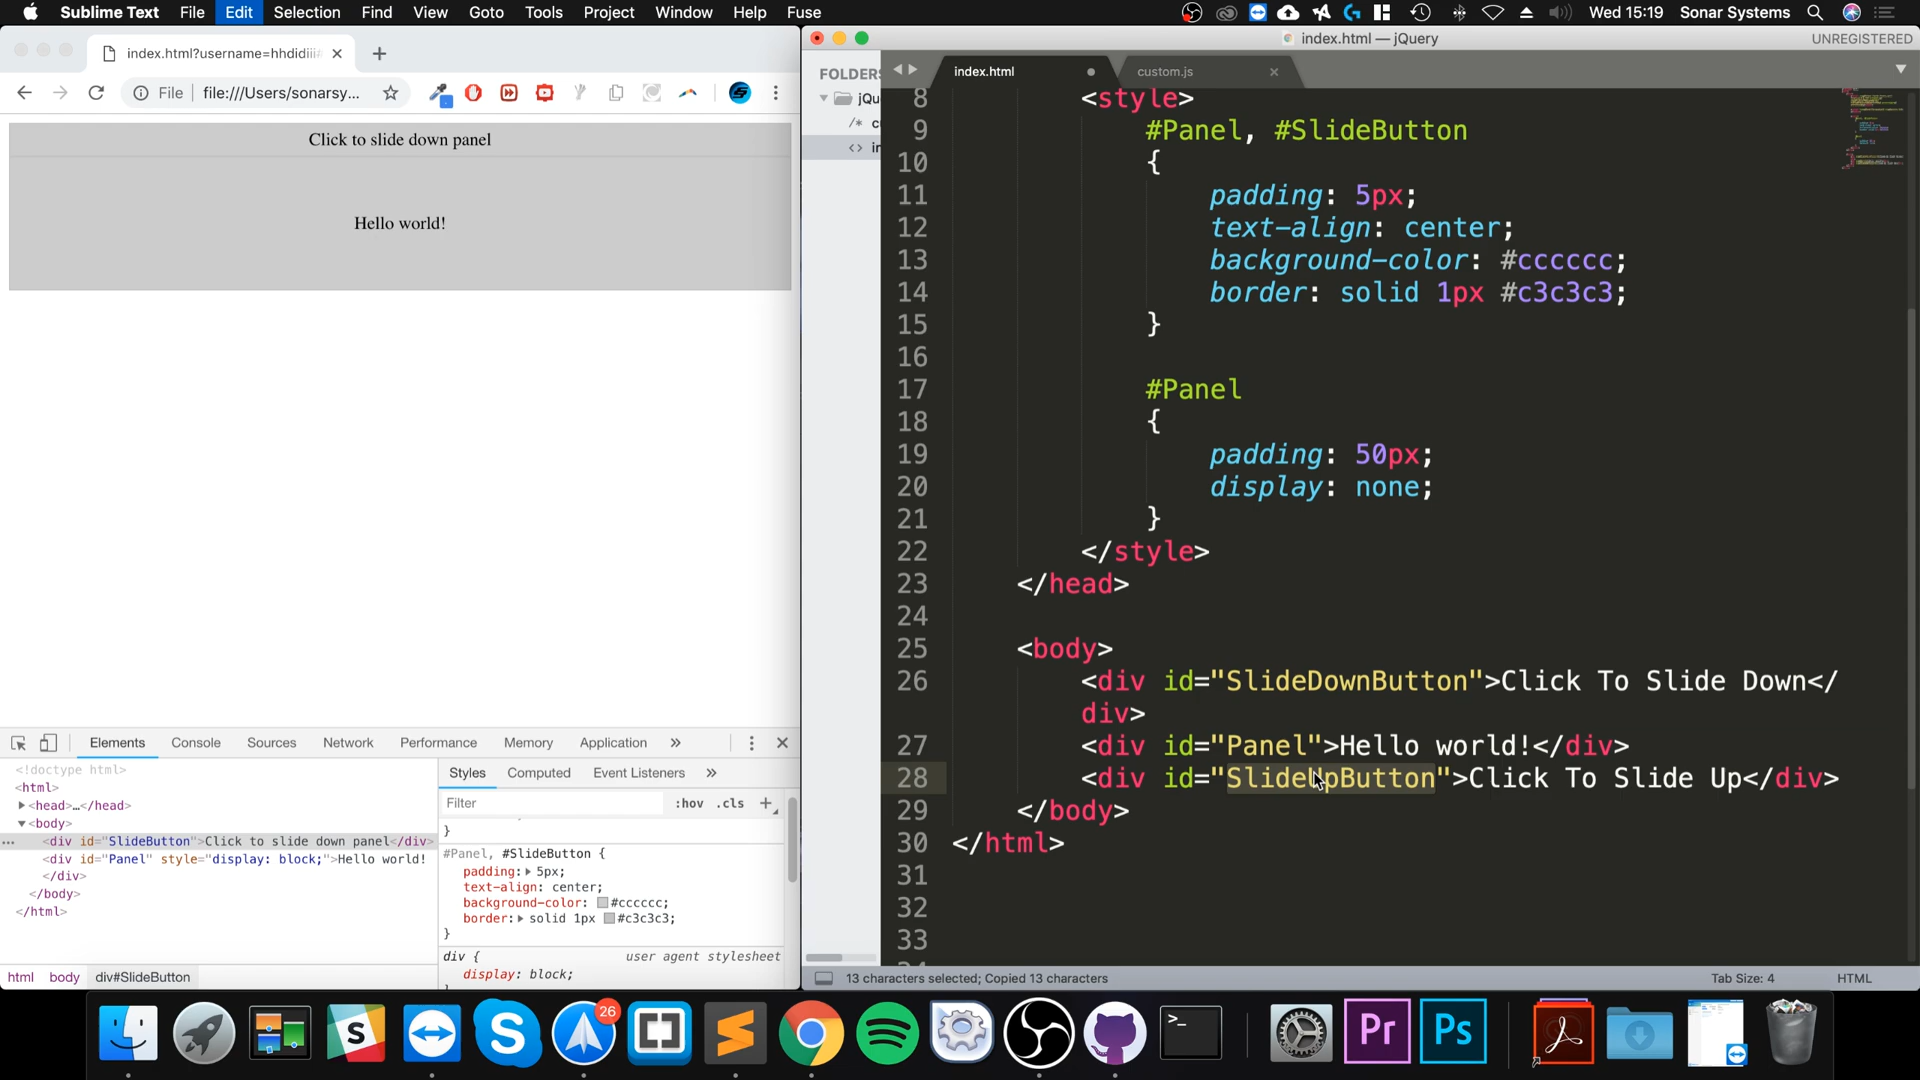 Sublime Text File Edit Selection Find View Goto Tools Project Window Help Fuse Wed 15:19 Sonar Systems
index.html?username=hhdidiii
File file:///Users/sonarsy...
Click to slide down panel
Hello world!
Elements Console Sources Network Performance Memory Application »
<!doctype html>
<html>
<head>…</head>
<body>
<div id="SlideButton">Click to slide down panel</div>
<div id="Panel" style="display: block;">Hello world!
</div>
</body>
</html>
html body div#SlideButton
Styles Computed Event Listeners »
Filter :hov .cls +
}
#Panel, #SlideButton {
padding: 5px;
text-align: center;
background-color: #cccccc;
border: solid 1px #c3c3c3;
}
div { user agent stylesheet
display: block;
index.html — jQuery UNREGISTERED
FOLDERS
jQu
/* cu
<> in
index.html custom.js
8 <style>
9 #Panel, #SlideButton
10 {
11 padding: 5px;
12 text-align: center;
13 background-color: #cccccc;
14 border: solid 1px #c3c3c3;
15 }
16
17 #Panel
18 {
19 padding: 50px;
20 display: none;
21 }
22 </style>
23 </head>
24
25 <body>
26 <div id="SlideDownButton">Click To Slide Down</
div>
27 <div id="Panel">Hello world!</div>
28 <div id="SlideUpButton">Click To Slide Up</div>
29 </body>
30 </html>
31
32
33
13 characters selected; Copied 13 characters Tab Size: 4 HTML
26
Pr Ps